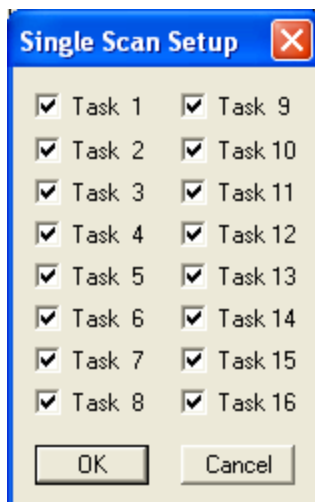 Single Scan Setup
Task 1 Task 9
Task 2 Task 10
Task 3 Task 11
Task 4 Task 12
Task 5 Task 13
Task 6 Task 14
Task 7 Task 15
Task 8 Task 16
OK Cancel